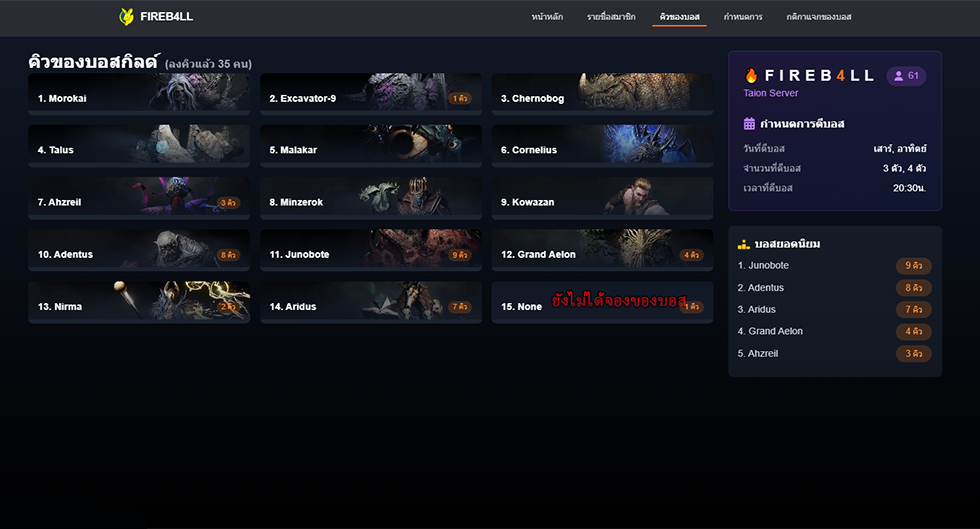 FIREB4LL
หน้าหลัก รายชื่อสมาชิก คิวของบอส กำหนดการ กติกาแจกของบอส
คิวของบอสกิลด์ (ลงคิวแล้ว 35 คน)
1. Morokai
2. Excavator-9 1 คิว
3. Chernobog
4. Talus
5. Malakar
6. Cornelius
7. Ahzreil 3 คิว
8. Minzerok
9. Kowazan
10. Adentus 8 คิว
11. Junobote 9 คิว
12. Grand Aelon 4 คิว
13. Nirma 2 คิว
14. Aridus 7 คิว
15. None ยังไม่ได้จองของบอส 1 คิว
FIREB4LL 61
Taion Server
กำหนดการตีบอส
วันที่ตีบอส เสาร์, อาทิตย์
จำนวนที่ตีบอส 3 ตัว, 4 ตัว
เวลาที่ตีบอส 20:30น.
บอสยอดนิยม
1. Junobote 9 คิว
2. Adentus 8 คิว
3. Aridus 7 คิว
4. Grand Aelon 4 คิว
5. Ahzreil 3 คิว